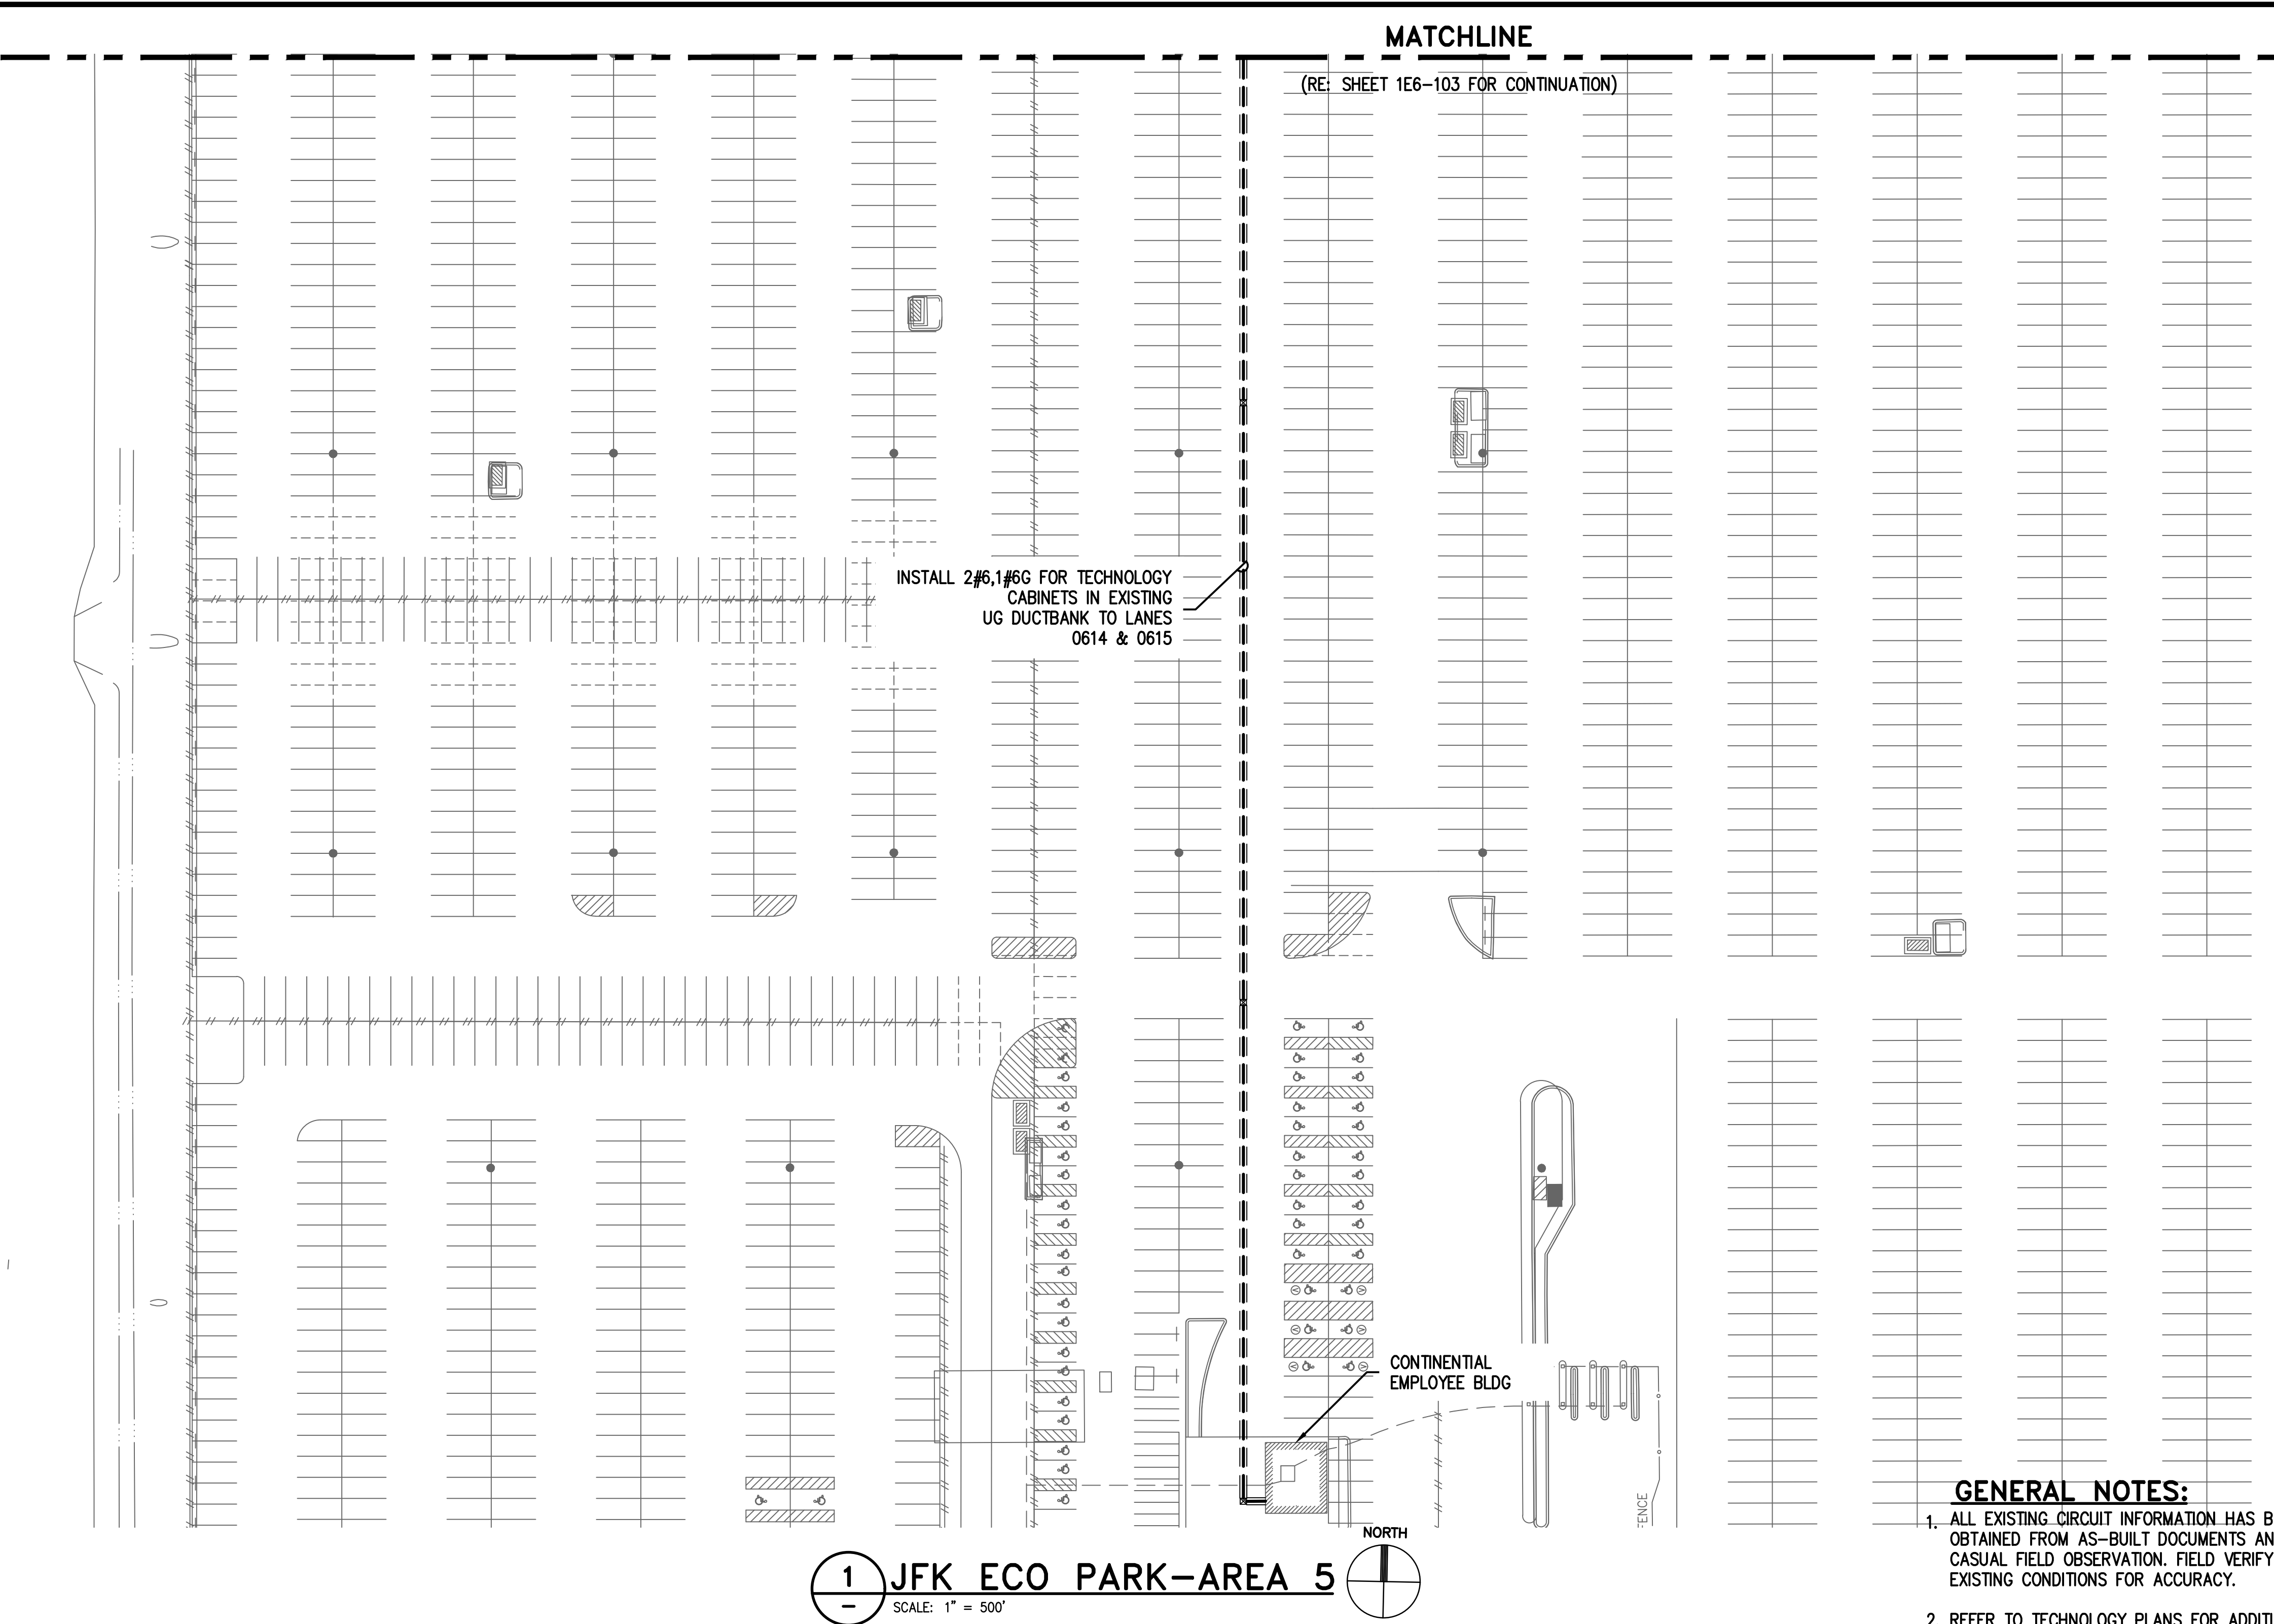 MATCHLINE
(RE: SHEET 1E6-103 FOR CONTINUATION)
INSTALL 2#6,1#6G FOR TECHNOLOGY
CABINETS IN EXISTING
UG DUCTBANK TO LANES
0614 & 0615
CONTINENTIAL
EMPLOYEE BLDG
FENCE
GENERAL NOTES:
1. ALL EXISTING CIRCUIT INFORMATION HAS B
OBTAINED FROM AS-BUILT DOCUMENTS AN
CASUAL FIELD OBSERVATION. FIELD VERIFY
EXISTING CONDITIONS FOR ACCURACY.
2. REFER TO TECHNOLOGY PLANS FOR ADDITI
NORTH
1
-
JFK ECO PARK-AREA 5
SCALE: 1" = 500'